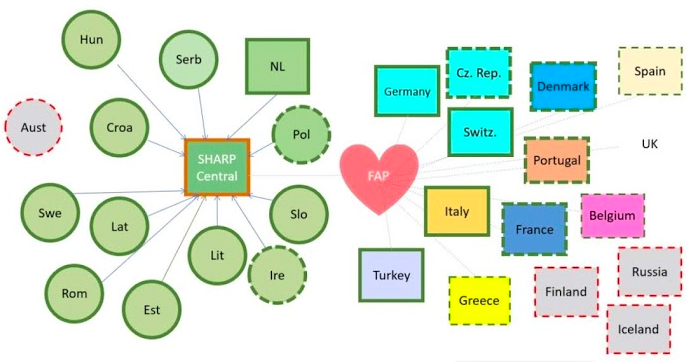 Hun
Serb
NL
Aust
Croa
Pol
SHARP
Central
Swe
Lat
Lit
Slo
Rom
Est
Ire
FAP
Germany
Cz. Rep.
Denmark
Spain
Switz.
Portugal
UK
Italy
France
Belgium
Turkey
Greece
Finland
Russia
Iceland